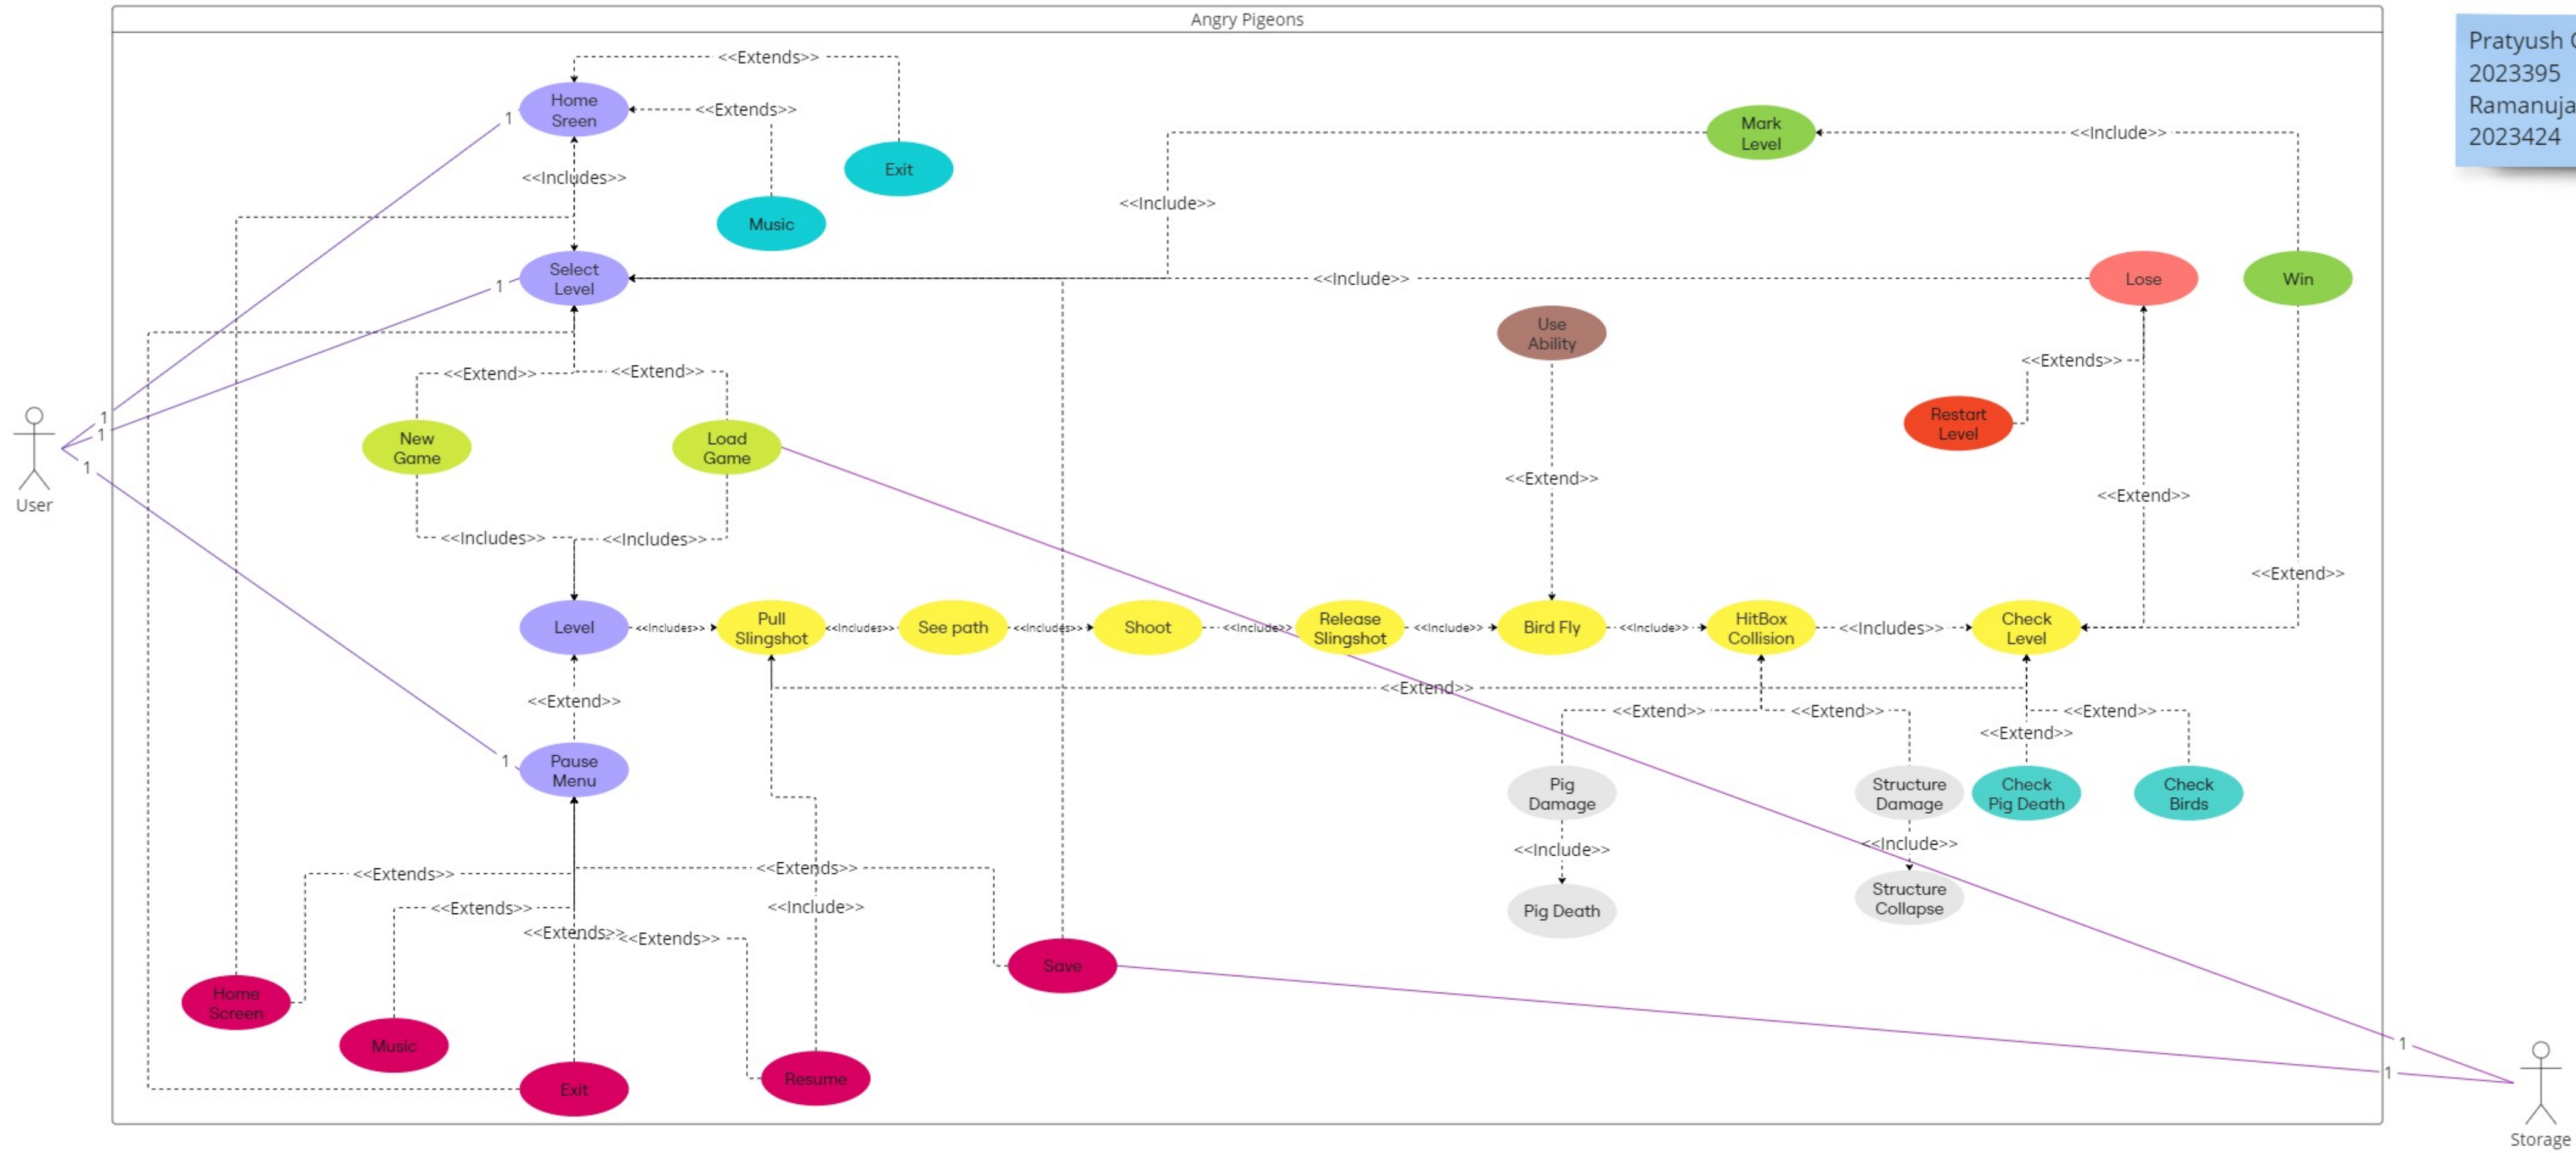 Angry Pigeons
Pratyush
2023395
2023424
<<Extends>>
Home
Sreen
<<Extends>>
Mark
Level
<<Include>>
Exit
<<Includes>>
<<Include>>
Music
Select
Level
<<Include>>
Lose
Win
Use
Ability
<<Extends>>
<<Extend>>
<<Extend>>
Restart
Level
New
Game
Load
Game
<<Extend>>
<<Extend>>
User
<<Includes>>
<<Includes>>
<<Extend>>
Level
<<Includes>>
Pull
Slingshot
<<Includes>>
See path
<<Includes>>
Shoot
<<Include>>
Release
Slingshot
<<Include>>
Bird Fly
<<Include>>
HitBox
Collision
<<Includes>>
Check
Level
<<Extend>>
<<Extend>>
<<Extend>>
<<Extend>>
<<Extend>>
<<Extend>>
Pause
Menu
Pig
Damage
Structure
Damage
Check
Pig Death
Check
Birds
<<Include>>
<<Include>>
<<Extends>>
<<Extends>>
<<Extends>>
<<Include>>
<<Extends>>
<<Extends>>
Pig Death
Structure
Collapse
Save
Home
Screen
Music
Exit
Resume
Storage
1
1
1
1
1
1
1
1